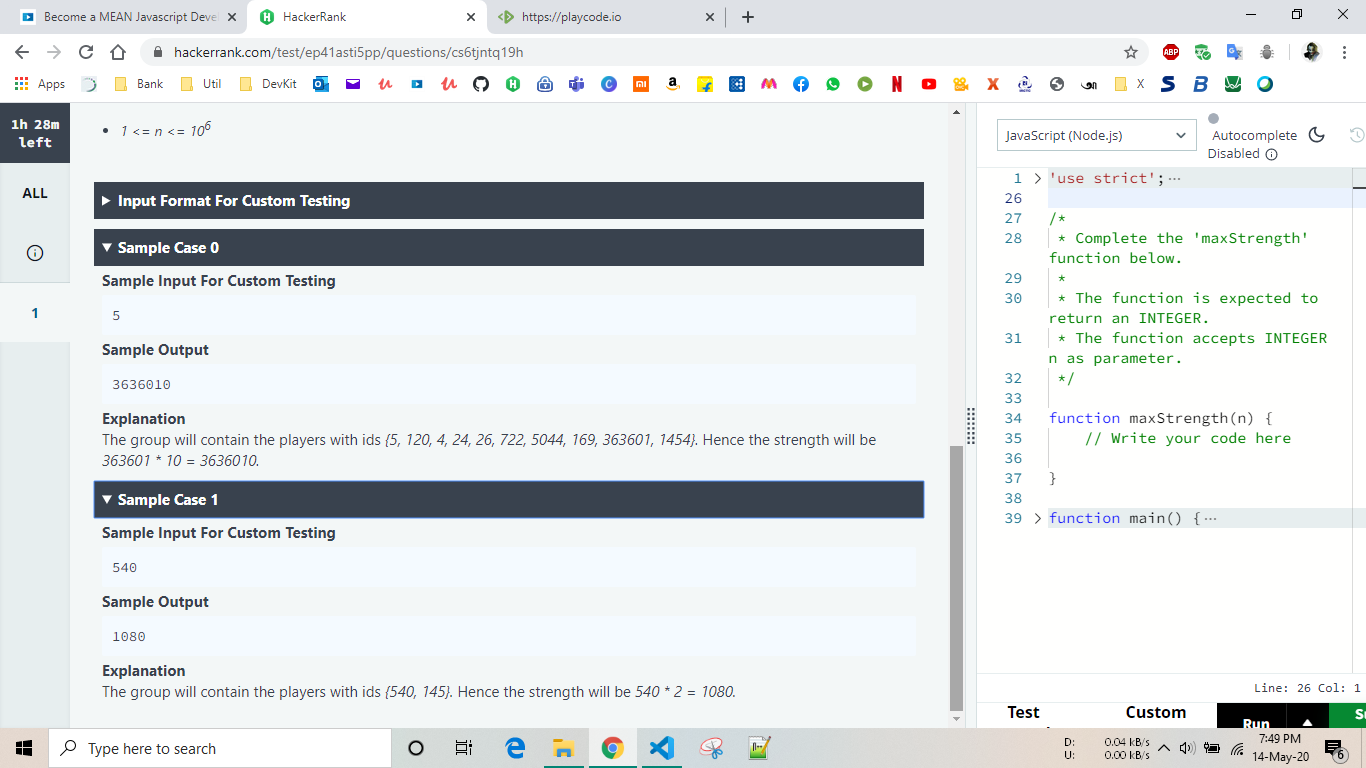 Become a MEAN Javascript Deve
HackerRank
https://playcode.io
hackerrank.com/test/ep41asti5pp/questions/cs6tjntq19h
ABP
Apps
Bank
Util
DevKit
X
1h 28m
left
ALL
1
1 <= n <= 10^6
Input Format For Custom Testing
Sample Case 0
Sample Input For Custom Testing
5
Sample Output
3636010
Explanation
The group will contain the players with ids {5, 120, 4, 24, 26, 722, 5044, 169, 363601, 1454}. Hence the strength will be
363601 * 10 = 3636010.
Sample Case 1
Sample Input For Custom Testing
540
Sample Output
1080
Explanation
The group will contain the players with ids {540, 145}. Hence the strength will be 540 * 2 = 1080.
JavaScript (Node.js)
Autocomplete
Disabled
1 'use strict';...
26
27 /*
28 * Complete the 'maxStrength'
function below.
29 *
30 * The function is expected to
return an INTEGER.
31 * The function accepts INTEGER
n as parameter.
32 */
33
34 function maxStrength(n) {
35 // Write your code here
36
37 }
38
39 function main() {...
Line: 26 Col: 1
Test
Custom
Run
Type here to search
D: 0.04 kB/s
U: 0.00 kB/s
7:49 PM
14-May-20
6